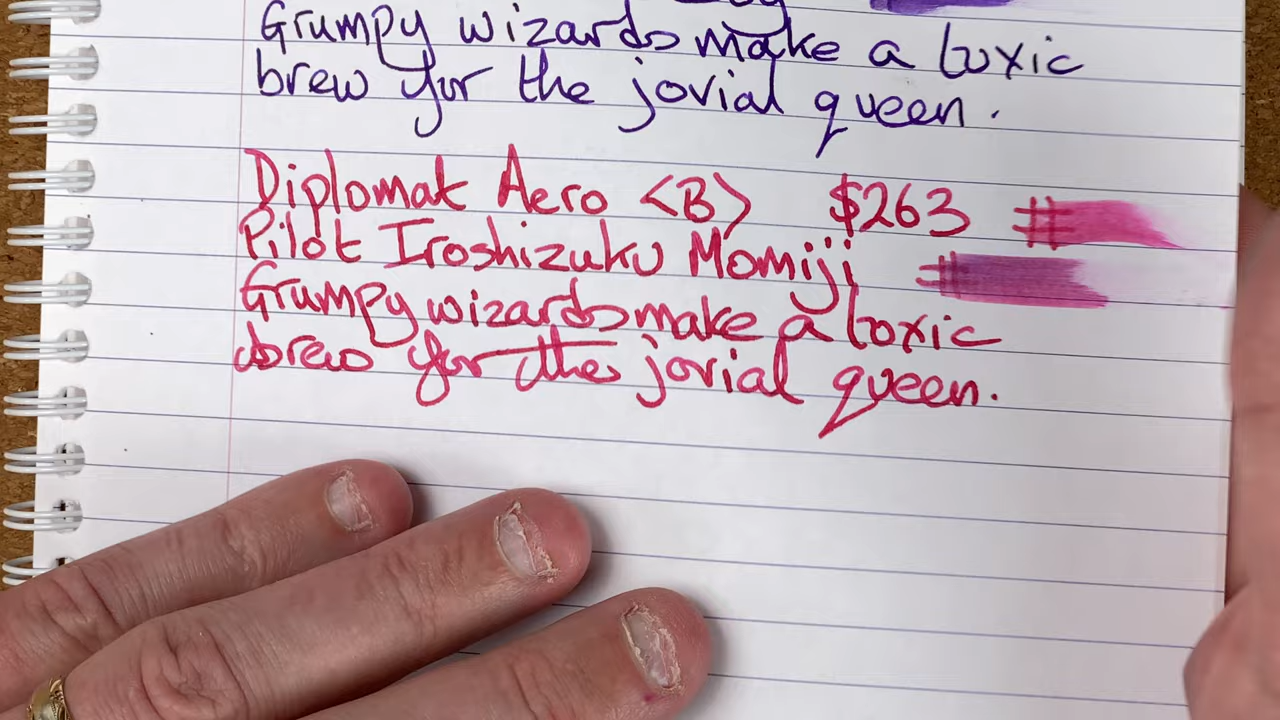 Grumpy wizards make a toxic
brew for the jovial queen.
Diplomat Aero <B> $263
Pilot Iroshizuku Momiji
Grumpy wizards make a toxic
brew for the jovial queen.